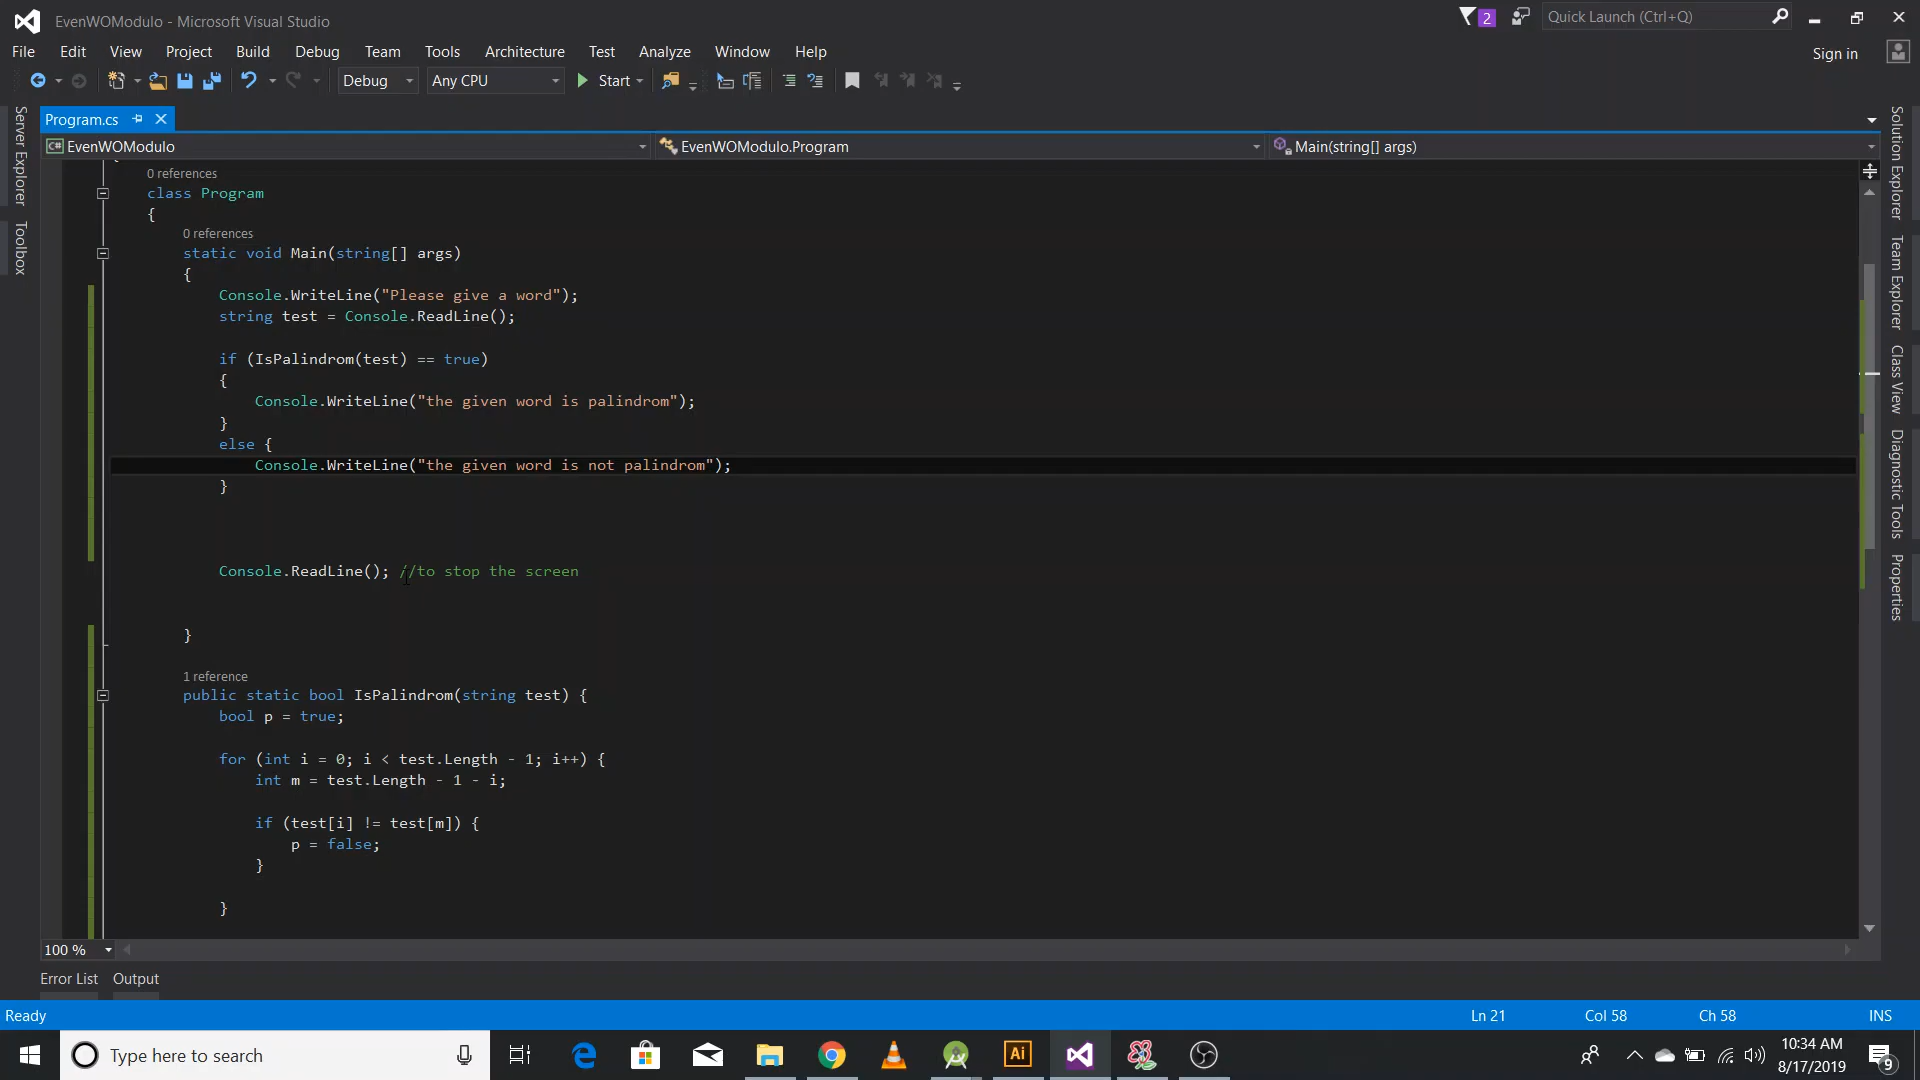 EvenWOModulo - Microsoft Visual Studio
2
Quick Launch (Ctrl+Q)
File Edit View Project Build Debug Team Tools Architecture Test Analyze Window Help
Sign in
Debug Any CPU Start
Program.cs
EvenWOModulo EvenWOModulo.Program Main(string[] args)
Server Explorer
Toolbox
{
0 references
class Program
{
0 references
static void Main(string[] args)
{
Console.WriteLine("Please give a word");
string test = Console.ReadLine();
if (IsPalindrom(test) == true)
{
Console.WriteLine("the given word is palindrom");
}
else {
Console.WriteLine("the given word is not palindrom");
}
Console.ReadLine(); //to stop the screen
}
1 reference
public static bool IsPalindrom(string test) {
bool p = true;
for (int i = 0; i < test.Length - 1; i++) {
int m = test.Length - 1 - i;
if (test[i] != test[m]) {
p = false;
}
}
Solution Explorer
Team Explorer
Class View
Diagnostic Tools
Properties
100 %
Error List Output
Ready
Ln 21 Col 58 Ch 58 INS
Type here to search
Ai
10:34 AM
8/17/2019
9